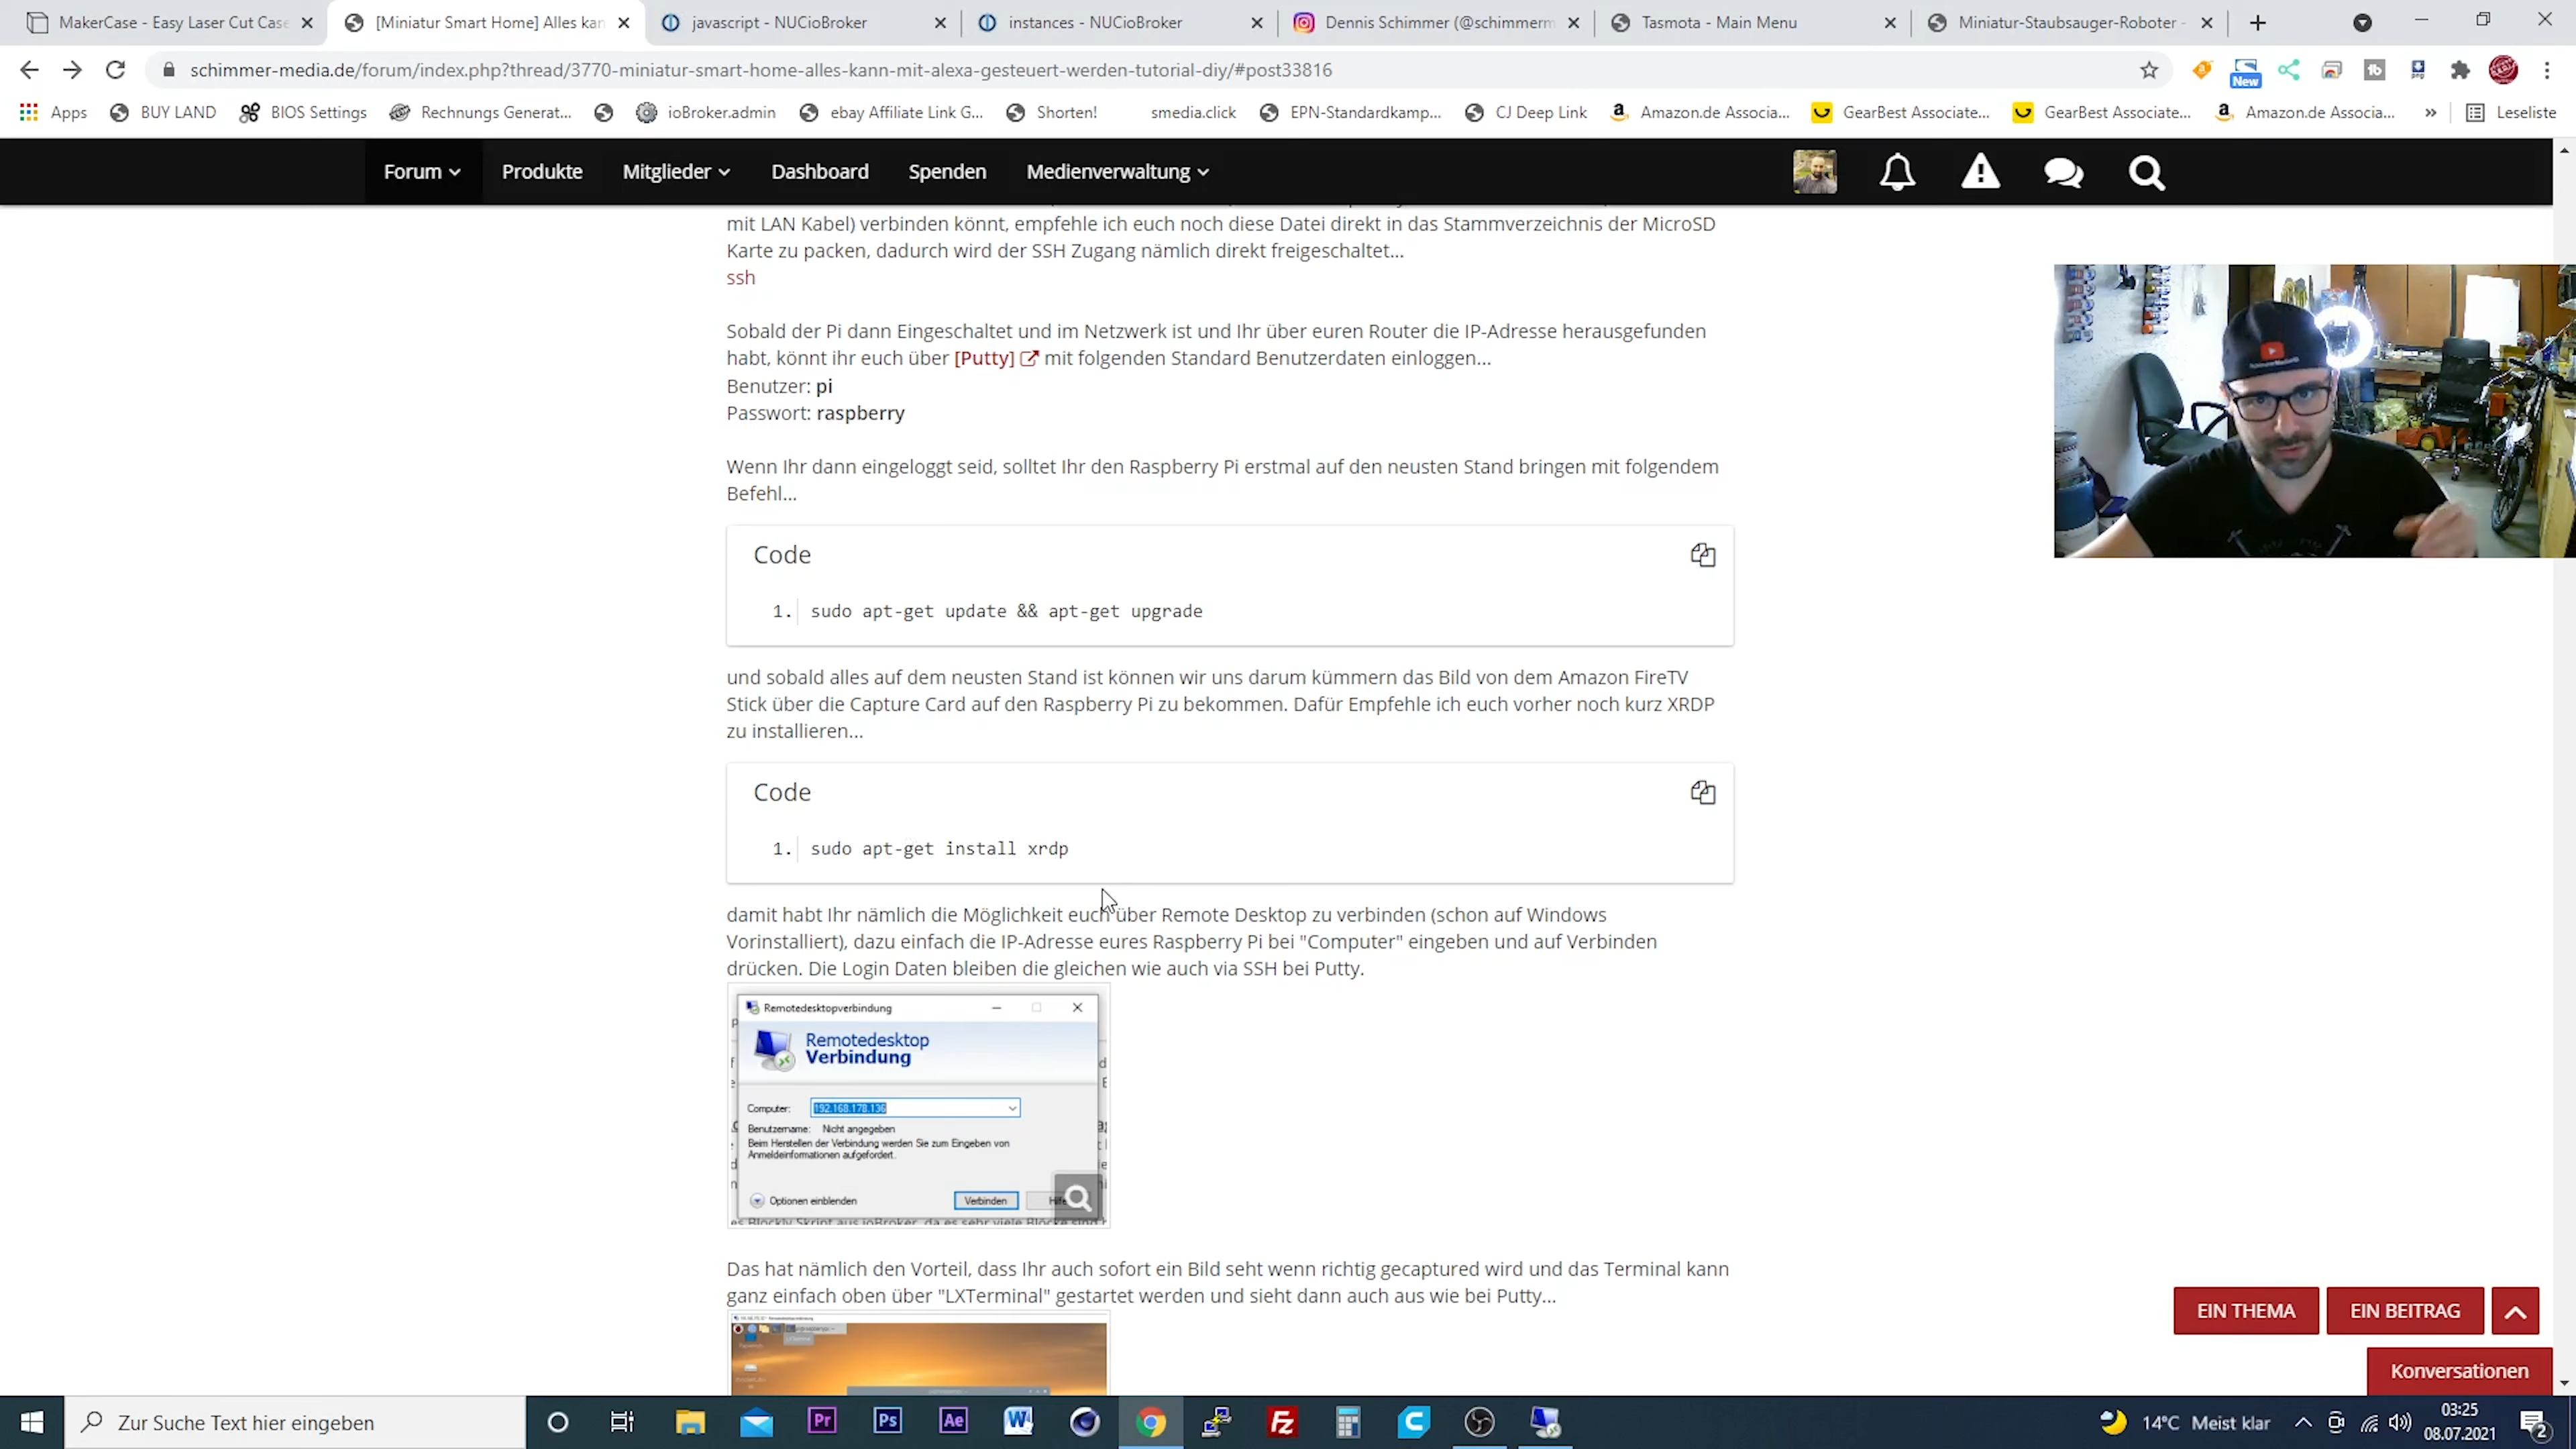 MakerCase - Easy Laser Cut Case
[Miniatur Smart Home] Alles kan
javascript - NUCioBroker
instances - NUCioBroker
Dennis Schimmer (@schimmerm
Tasmota - Main Menu
Miniatur-Staubsauger-Roboter -
schimmer-media.de/forum/index.php?thread/3770-miniatur-smart-home-alles-kann-mit-alexa-gesteuert-werden-tutorial-diy/#post33816
New
Apps
BUY LAND
BIOS Settings
Rechnungs Generat...
ioBroker.admin
ebay Affiliate Link G...
Shorten!
smedia.click
EPN-Standardkamp...
CJ Deep Link
Amazon.de Associa...
GearBest Associate...
GearBest Associate...
Amazon.de Associa...
»
Leseliste
Forum
Produkte
Mitglieder
Dashboard
Spenden
Medienverwaltung
mit LAN Kabel) verbinden könnt, empfehle ich euch noch diese Datei direkt in das Stammverzeichnis der MicroSD
Karte zu packen, dadurch wird der SSH Zugang nämlich direkt freigeschaltet...
ssh
Sobald der Pi dann Eingeschaltet und im Netzwerk ist und Ihr über euren Router die IP-Adresse herausgefunden
habt, könnt ihr euch über [Putty] mit folgenden Standard Benutzerdaten einloggen...
Benutzer: pi
Passwort: raspberry
Wenn Ihr dann eingeloggt seid, solltet Ihr den Raspberry Pi erstmal auf den neusten Stand bringen mit folgendem
Befehl...
Code
1. sudo apt-get update && apt-get upgrade
und sobald alles auf dem neusten Stand ist können wir uns darum kümmern das Bild von dem Amazon FireTV
Stick über die Capture Card auf den Raspberry Pi zu bekommen. Dafür Empfehle ich euch vorher noch kurz XRDP
zu installieren...
Code
1. sudo apt-get install xrdp
damit habt Ihr nämlich die Möglichkeit euch über Remote Desktop zu verbinden (schon auf Windows
Vorinstalliert), dazu einfach die IP-Adresse eures Raspberry Pi bei "Computer" eingeben und auf Verbinden
drücken. Die Login Daten bleiben die gleichen wie auch via SSH bei Putty.
Remotedesktopverbindung
Remotedesktop
Verbindung
Computer: 192.168.178.136
Benutzername: Nicht angegeben
Beim Herstellen der Verbindung werden Sie zum Eingeben von
Anmeldeinformationen aufgefordert.
Optionen einblenden
Verbinden
Hilfe
Das hat nämlich den Vorteil, dass Ihr auch sofort ein Bild seht wenn richtig gecaptured wird und das Terminal kann
ganz einfach oben über "LXTerminal" gestartet werden und sieht dann auch aus wie bei Putty...
EIN THEMA
EIN BEITRAG
Konversationen
Zur Suche Text hier eingeben
Pr
Ps
Ae
14°C Meist klar
03:25
08.07.2021
2